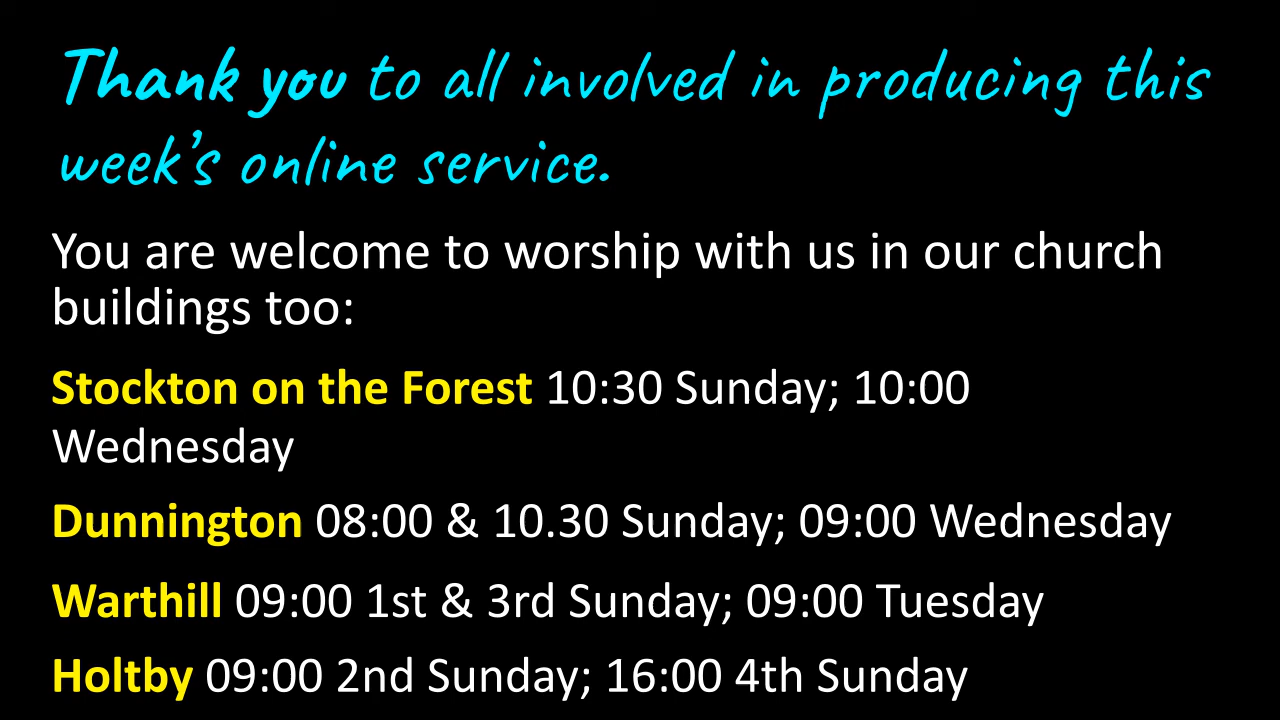 Thank you to all involved in producing this
week's online service.
You are welcome to worship with us in our church
buildings too:
Stockton on the Forest 10:30 Sunday; 10:00
Wednesday
Dunnington 08:00 & 10.30 Sunday; 09:00 Wednesday
Warthill 09:00 1st & 3rd Sunday; 09:00 Tuesday
Holtby 09:00 2nd Sunday; 16:00 4th Sunday